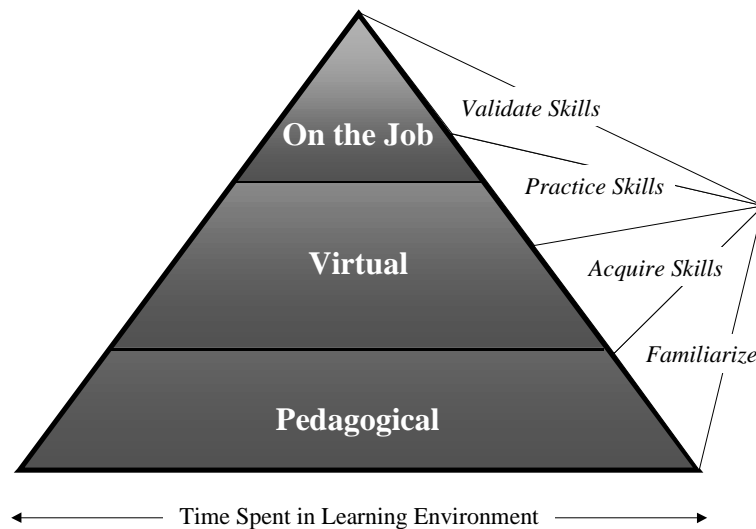 Validate Skills
On the Job
Practice Skills
Virtual
Acquire Skills
Familiarize
Pedagogical
Time Spent in Learning Environment